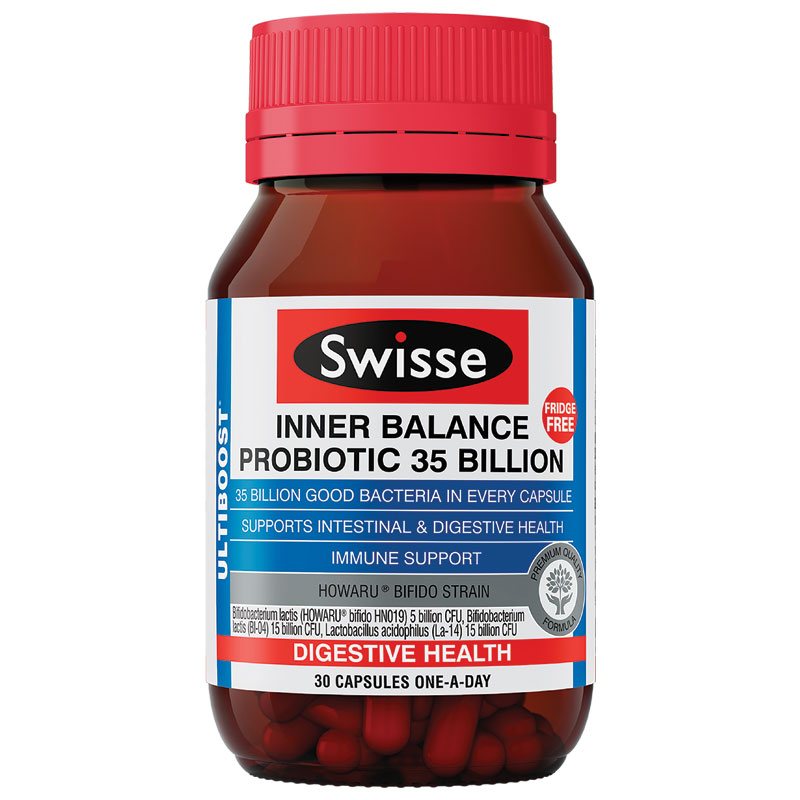 Swisse
INNER BALANCE
PROBIOTIC 35 BILLION
FRIDGE
FREE
ULTIBOOST
35 BILLION GOOD BACTERIA IN EVERY CAPSULE
SUPPORTS INTESTINAL & DIGESTIVE HEALTH
IMMUNE SUPPORT
PREMIUM QUALITY
FORMULA
HOWARU® BIFIDO STRAIN
Bifidobacterium lactis (HOWARU® bifido HN019) 5 billion CFU, Bifidobacterium
lactis (BI-04) 15 billion CFU, Lactobacillus acidophilus (La-14) 15 billion CFU
DIGESTIVE HEALTH
30 CAPSULES ONE-A-DAY